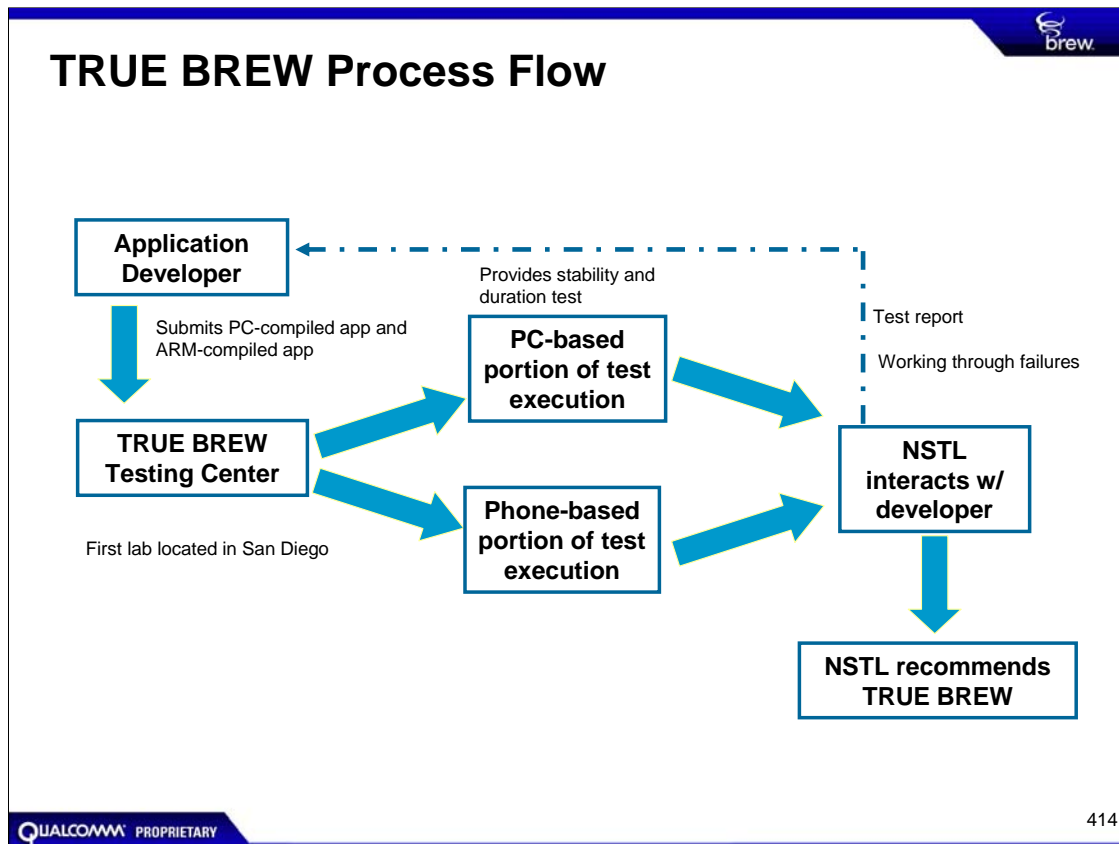 brew.
TRUE BREW Process Flow
Application
Developer
Provides stability and
duration test
Submits PC-compiled app and
ARM-compiled app
Test report
Working through failures
PC-based
portion of test
execution
TRUE BREW
Testing Center
NSTL
interacts w/
developer
First lab located in San Diego
Phone-based
portion of test
execution
NSTL recommends
TRUE BREW
QUALCOMM PROPRIETARY
414